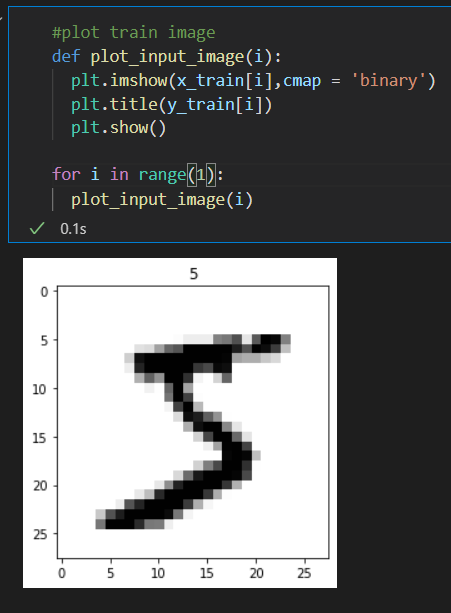 #plot train image
def plot_input_image(i):
  plt.imshow(x_train[i],cmap = 'binary')
  plt.title(y_train[i])
  plt.show()

for i in range(1):
  plot_input_image(i)
0.1s
5
0
5
10
15
20
25
0 5 10 15 20 25